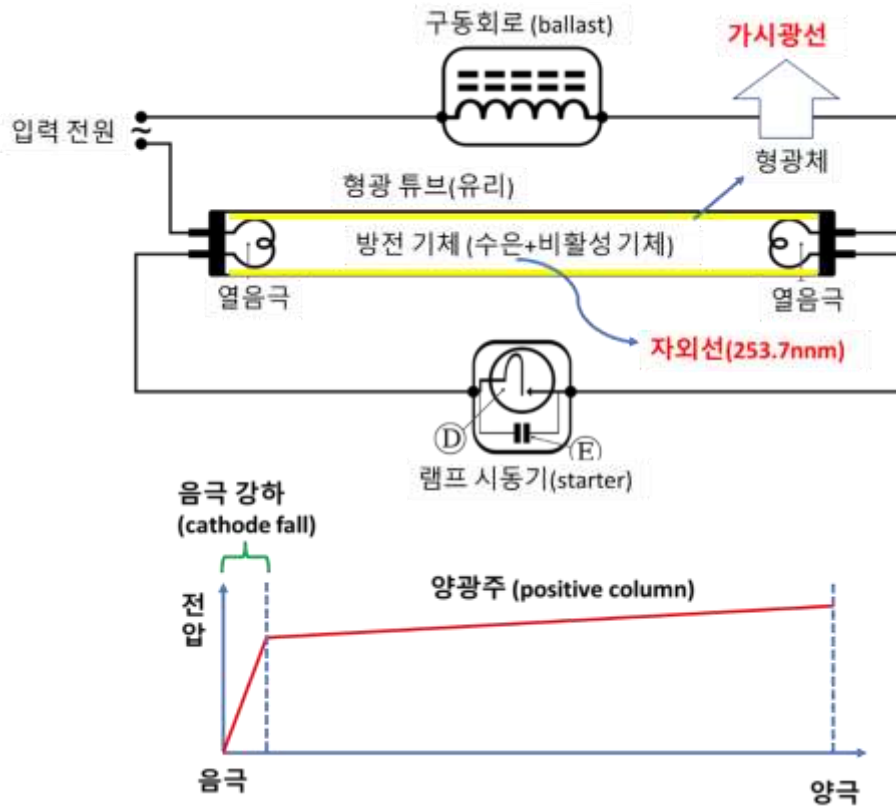 구동회로 (ballast)
가시광선
입력 전원
~
형광체
형광 튜브(유리)
방전 기체 (수은+비활성 기체)
열음극
열음극
자외선(253.7nnm)
D
E
램프 시동기(starter)
음극 강하
(cathode fall)
양광주 (positive column)
전
압
음극
양극